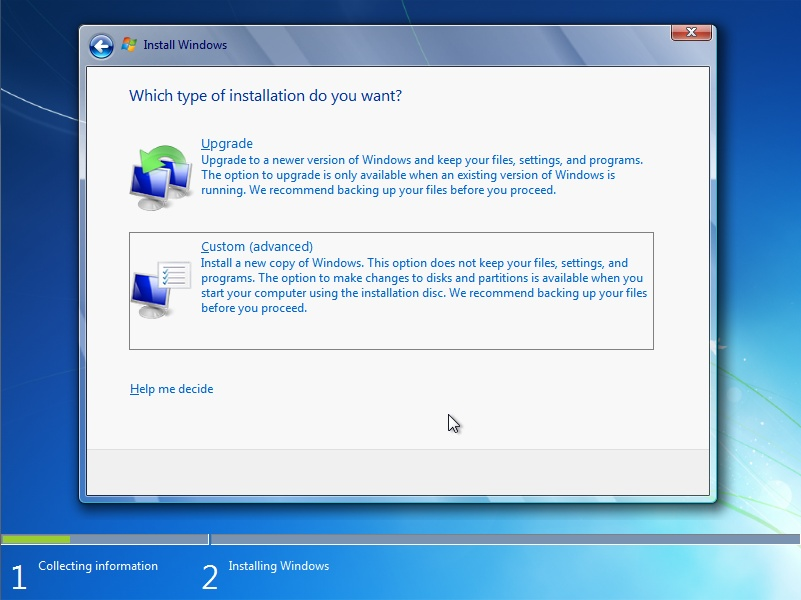 Install Windows
Which type of installation do you want?
Upgrade
Upgrade to a newer version of Windows and keep your files, settings, and programs.
The option to upgrade is only available when an existing version of Windows is
running. We recommend backing up your files before you proceed.
Custom (advanced)
Install a new copy of Windows. This option does not keep your files, settings, and
programs. The option to make changes to disks and partitions is available when you
start your computer using the installation disc. We recommend backing up your files
before you proceed.
Help me decide
1 Collecting information
2 Installing Windows